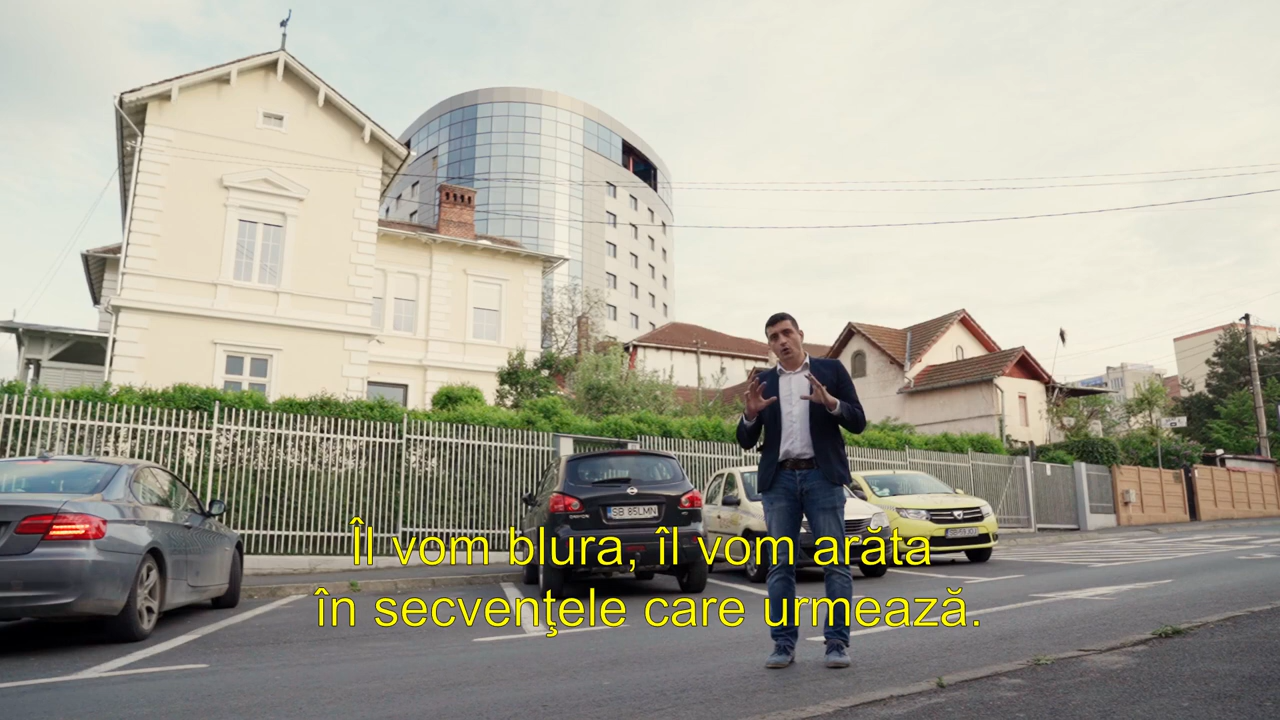 SB 85LMN
Îl vom blura, îl vom arăta
în secvenţele care urmează.